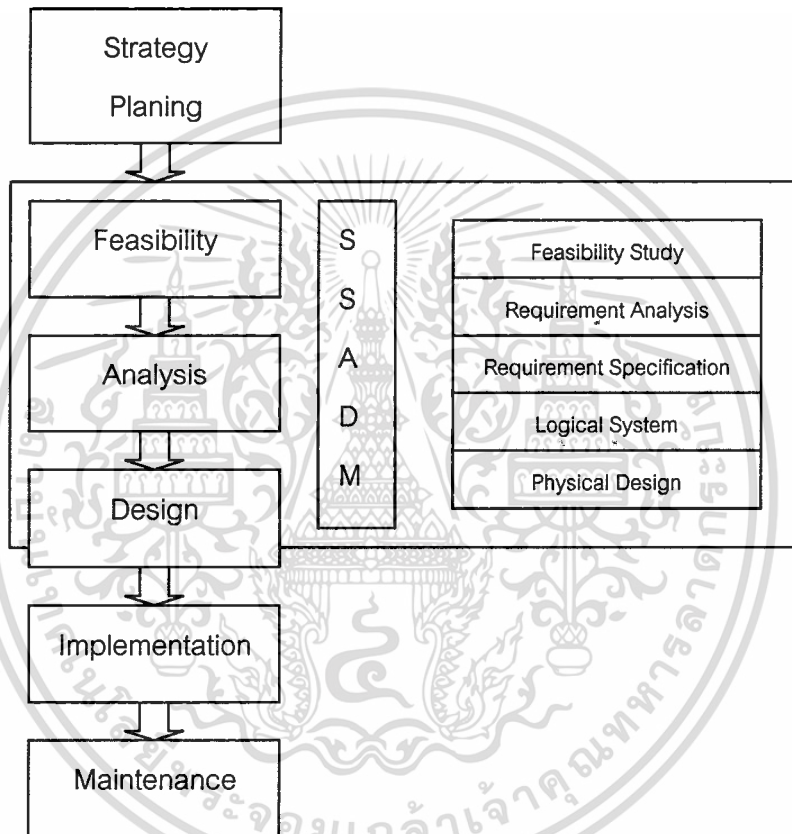 Strategy
Planing
Feasibility
Analysis
Design
Implementation
Maintenance
S
S
A
D
M
Feasibility Study
Requirement Analysis
Requirement Specification
Logical System
Physical Design